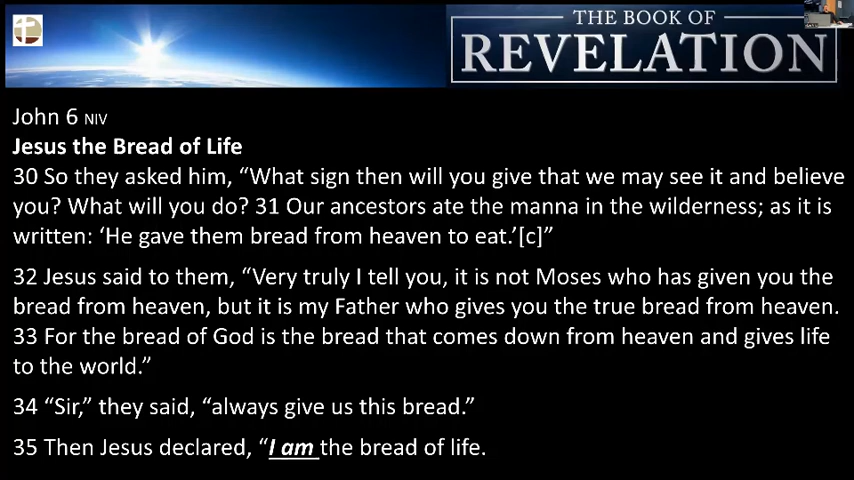 THE BOOK OF
REVELATION
John 6 NIV
Jesus the Bread of Life
30 So they asked him, “What sign then will you give that we may see it and believe
you? What will you do? 31 Our ancestors ate the manna in the wilderness; as it is
written: ‘He gave them bread from heaven to eat.’[c]”
32 Jesus said to them, “Very truly I tell you, it is not Moses who has given you the
bread from heaven, but it is my Father who gives you the true bread from heaven.
33 For the bread of God is the bread that comes down from heaven and gives life
to the world.”
34 “Sir,” they said, “always give us this bread.”
35 Then Jesus declared, “I am the bread of life.